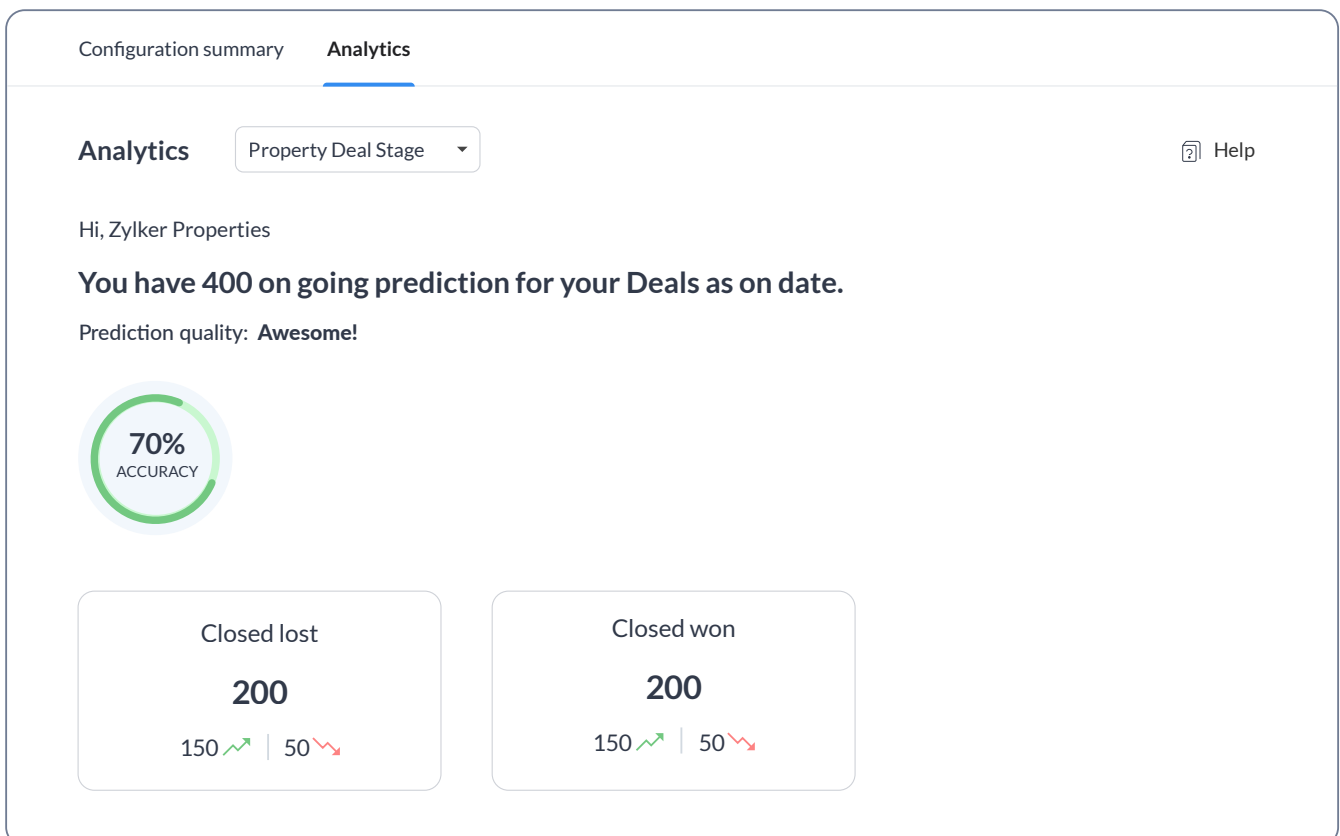 Configuration summary Analytics
Analytics Property Deal Stage Help
Hi, Zylker Properties
You have 400 on going prediction for your Deals as on date.
Prediction quality: Awesome!
70%
ACCURACY
Closed lost
200
150 50
Closed won
200
150 50